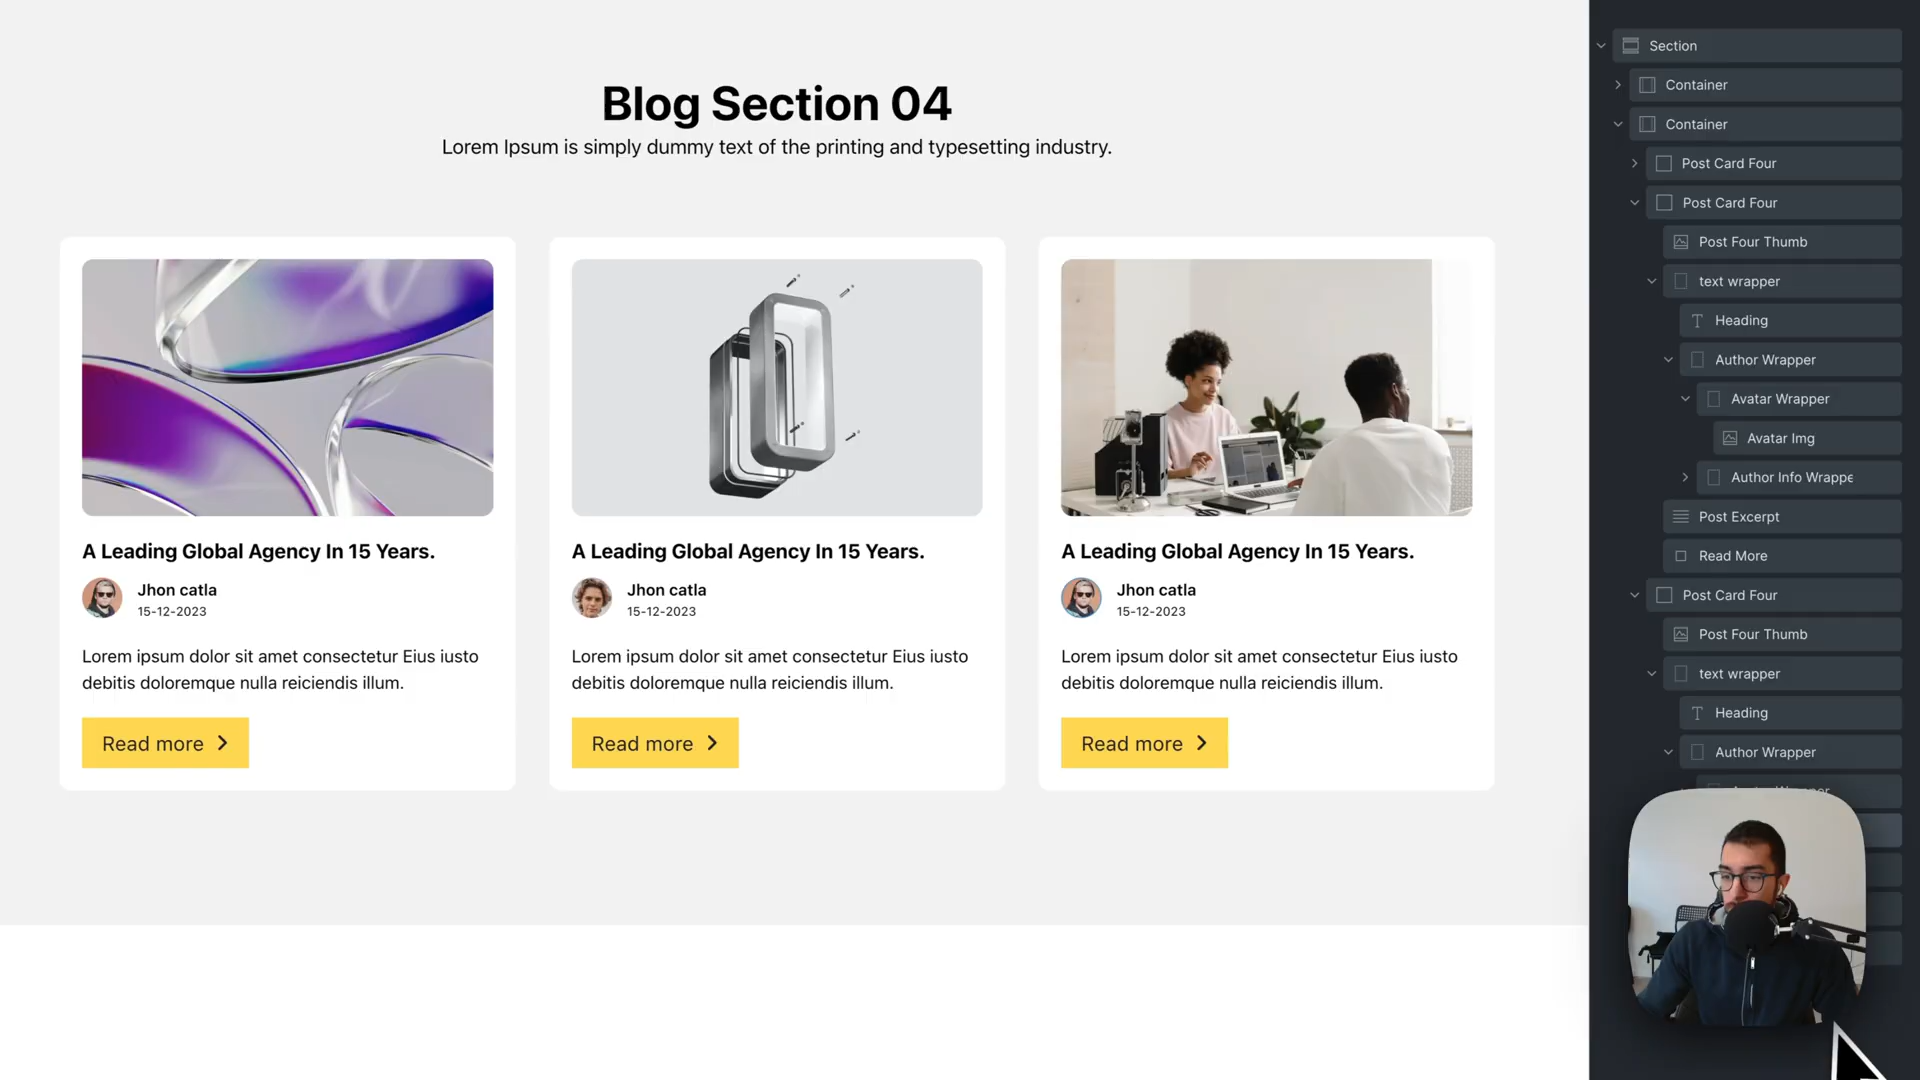 Blog Section 04
Lorem Ipsum is simply dummy text of the printing and typesetting industry.
A Leading Global Agency In 15 Years.
Jhon catla
15-12-2023
Lorem ipsum dolor sit amet consectetur Eius iusto
debitis doloremque nulla reiciendis illum.
Read more
A Leading Global Agency In 15 Years.
Jhon catla
15-12-2023
Lorem ipsum dolor sit amet consectetur Eius iusto
debitis doloremque nulla reiciendis illum.
Read more
A Leading Global Agency In 15 Years.
Jhon catla
15-12-2023
Lorem ipsum dolor sit amet consectetur Eius iusto
debitis doloremque nulla reiciendis illum.
Read more
Section
Container
Container
Post Card Four
Post Card Four
Post Four Thumb
text wrapper
Heading
Author Wrapper
Avatar Wrapper
Avatar Img
Author Info Wrappe
Post Excerpt
Read More
Post Card Four
Post Four Thumb
text wrapper
Heading
Author Wrapper